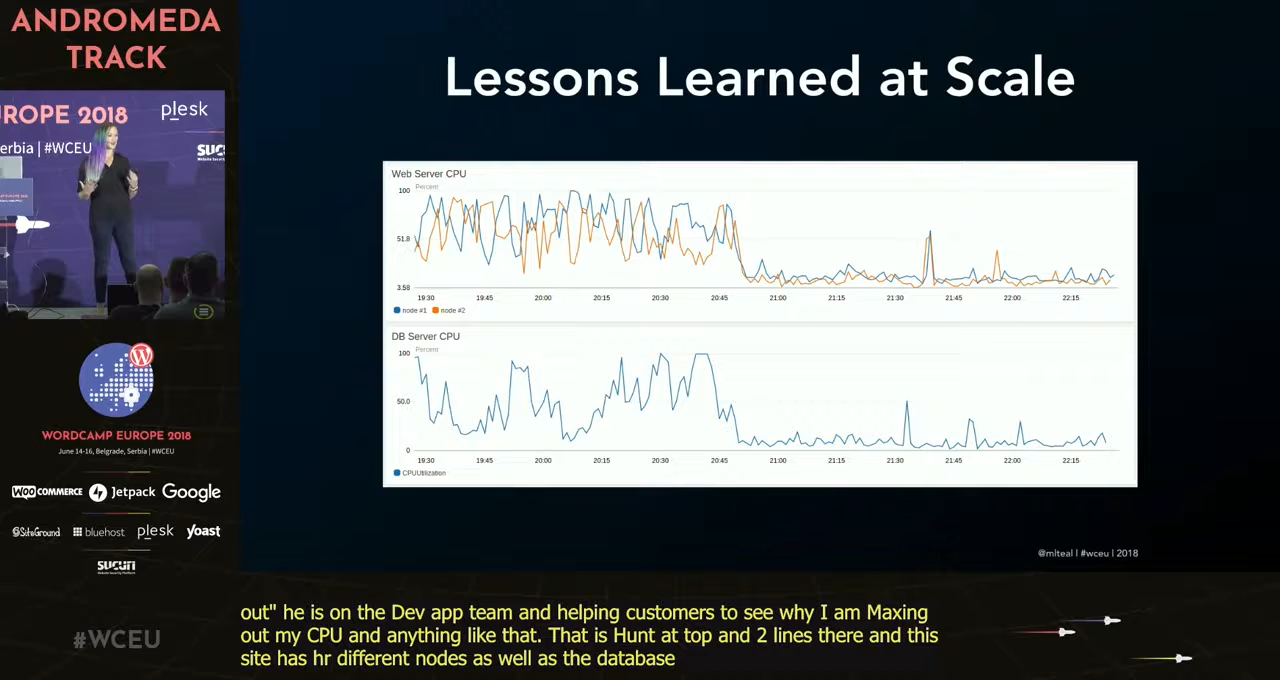 ANDROMEDA
TRACK
ROPE 2018
plesk
erbia | #WCEU
SUCU
WORDCAMP EUROPE 2018
June 14-16, Belgrade, Serbia | #WCEU
WOO COMMERCE Jetpack Google
SiteGround bluehost plesk yoast
SUCURI
#WCEU
Lessons Learned at Scale
Web Server CPU
Percent
100
51.8
3.58
19:30 19:45 20:00 20:15 20:30 20:45 21:00 21:15 21:30 21:45 22:00 22:15
node #1 node #2
DB Server CPU
Percent
100
50.0
0
19:30 19:45 20:00 20:15 20:30 20:45 21:00 21:15 21:30 21:45 22:00 22:15
CPUUtilization
@mlteal | #wceu | 2018
out" he is on the Dev app team and helping customers to see why I am Maxing
out my CPU and anything like that. That is Hunt at top and 2 lines there and this
site has hr different nodes as well as the database